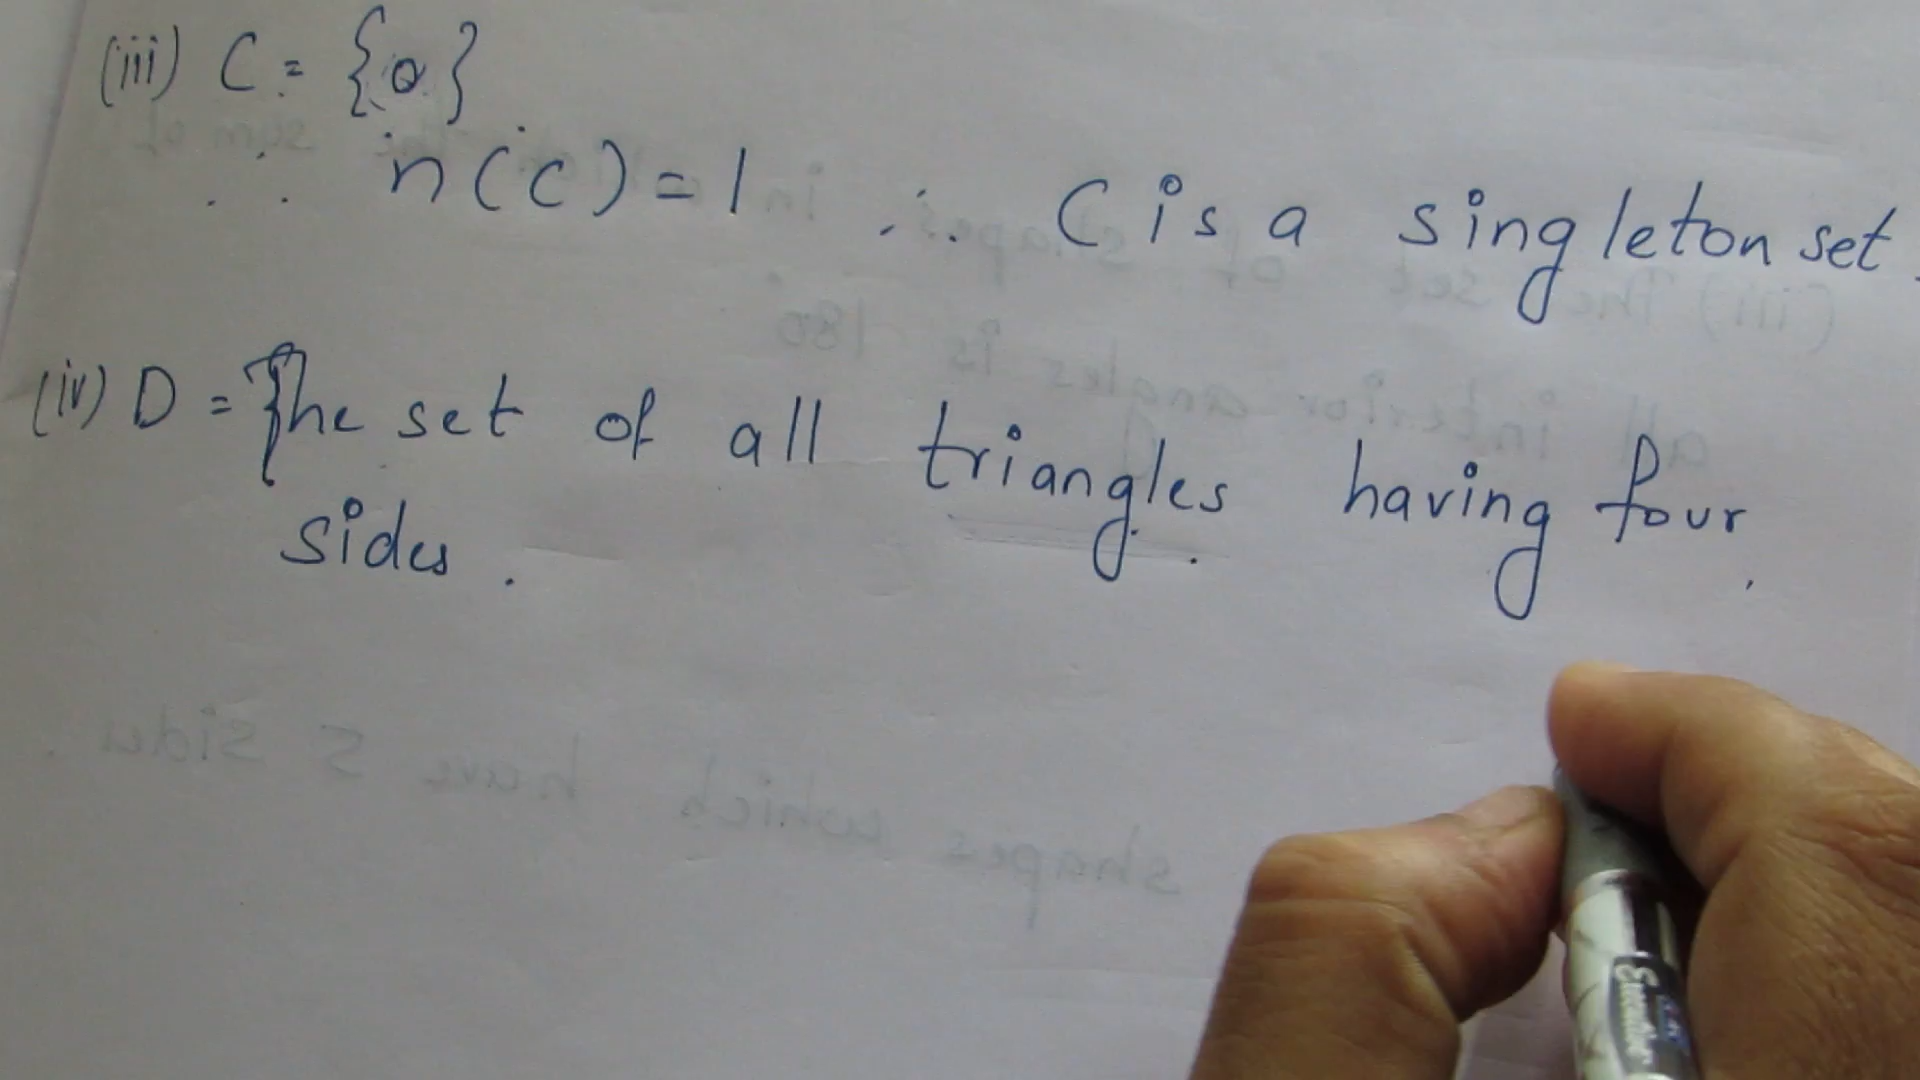 (iii) C = {0}
∴ n(C) = 1 ∴ C is a singleton set.
(iv) D = The set of all triangles having four
sides.